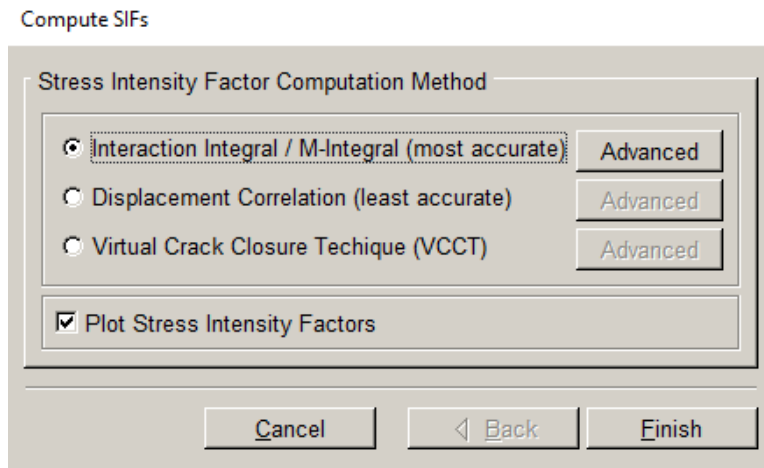 Compute SIFs
Stress Intensity Factor Computation Method
Interaction Integral / M-Integral (most accurate) Advanced
Displacement Correlation (least accurate) Advanced
Virtual Crack Closure Techique (VCCT) Advanced
Plot Stress Intensity Factors
Cancel Back Finish